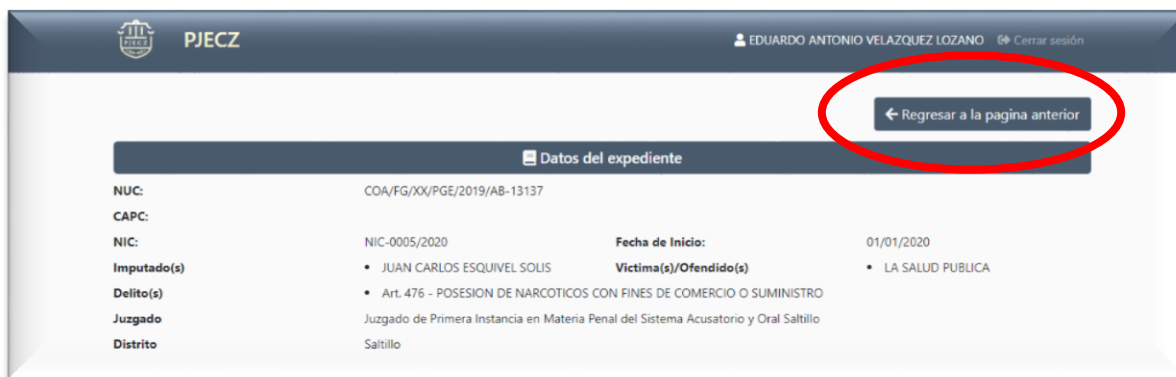 PJECZ
EDUARDO ANTONIO VELAZQUEZ LOZANO Cerrar sesión
Regresar a la pagina anterior
Datos del expediente
NUC: COA/FG/XX/PGE/2019/AB-13137
CAPC:
NIC: NIC-0005/2020 Fecha de Inicio: 01/01/2020
Imputado(s) • JUAN CARLOS ESQUIVEL SOLIS Victima(s)/Ofendido(s) • LA SALUD PUBLICA
Delito(s) • Art. 476 - POSESION DE NARCOTICOS CON FINES DE COMERCIO O SUMINISTRO
Juzgado Juzgado de Primera Instancia en Materia Penal del Sistema Acusatorio y Oral Saltillo
Distrito Saltillo